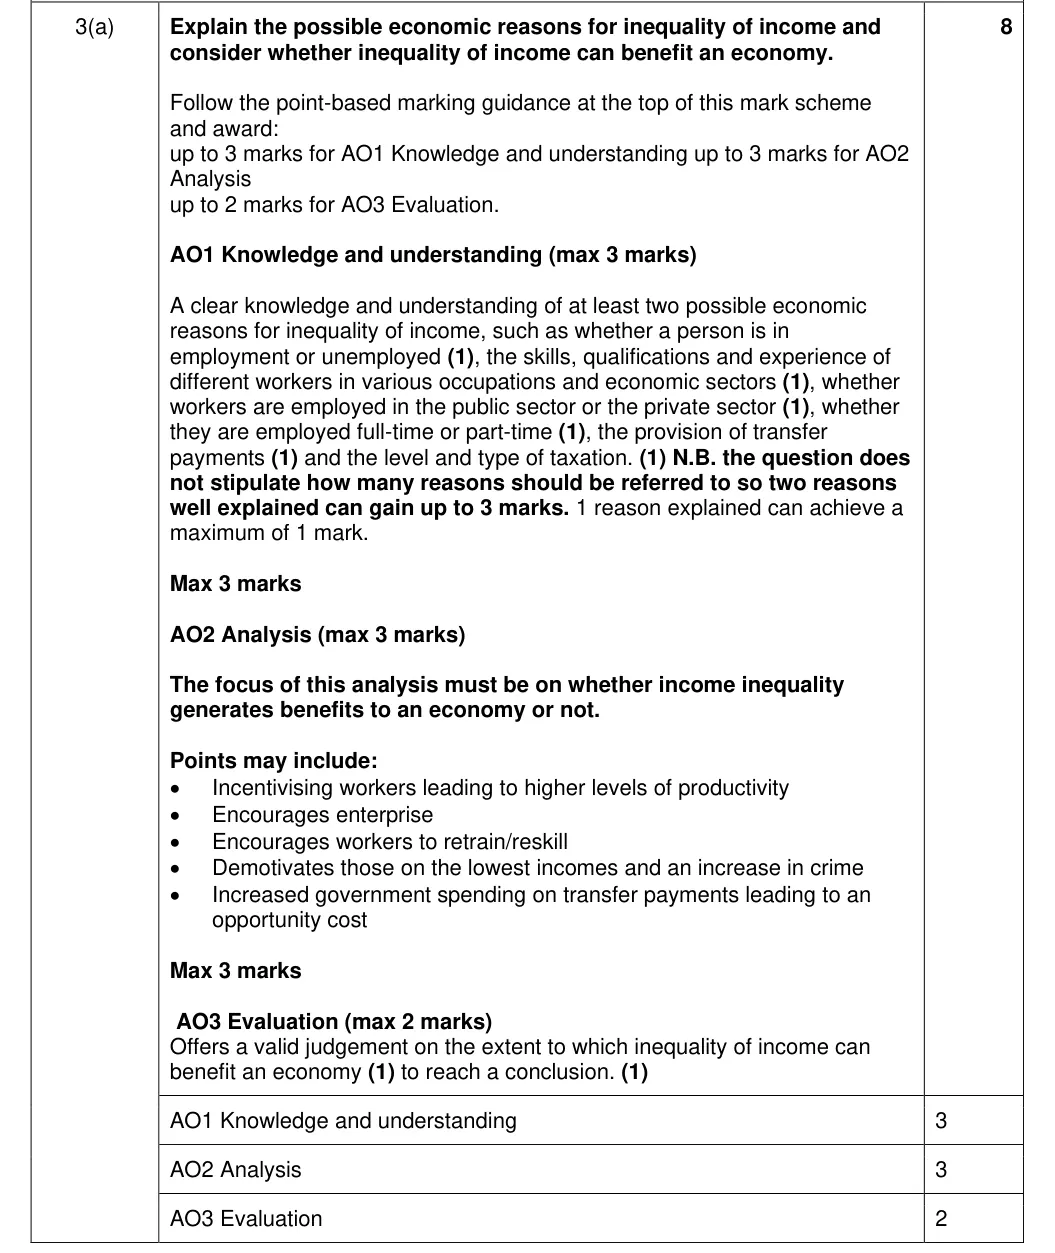 3(a)
Explain the possible economic reasons for inequality of income and
consider whether inequality of income can benefit an economy.
8
Follow the point-based marking guidance at the top of this mark scheme
and award:
up to 3 marks for AO1 Knowledge and understanding up to 3 marks for AO2
Analysis
up to 2 marks for AO3 Evaluation.
AO1 Knowledge and understanding (max 3 marks)
A clear knowledge and understanding of at least two possible economic
reasons for inequality of income, such as whether a person is in
employment or unemployed (1), the skills, qualifications and experience of
different workers in various occupations and economic sectors (1), whether
workers are employed in the public sector or the private sector (1), whether
they are employed full-time or part-time (1), the provision of transfer
payments (1) and the level and type of taxation. (1) N.B. the question does
not stipulate how many reasons should be referred to so two reasons
well explained can gain up to 3 marks. 1 reason explained can achieve a
maximum of 1 mark.
Max 3 marks
AO2 Analysis (max 3 marks)
The focus of this analysis must be on whether income inequality
generates benefits to an economy or not.
Points may include:
• Incentivising workers leading to higher levels of productivity
• Encourages enterprise
• Encourages workers to retrain/reskill
• Demotivates those on the lowest incomes and an increase in crime
• Increased government spending on transfer payments leading to an
opportunity cost
Max 3 marks
AO3 Evaluation (max 2 marks)
Offers a valid judgement on the extent to which inequality of income can
benefit an economy (1) to reach a conclusion. (1)
AO1 Knowledge and understanding 3
AO2 Analysis 3
AO3 Evaluation 2